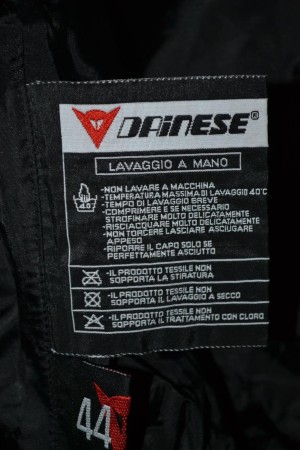 DAINESE®
LAVAGGIO A MANO
-NON LAVARE A MACCHINA
-TEMPERATURA MASSIMA DI LAVAGGIO 40°C
-TEMPO DI LAVAGGIO BREVE
-COMPRIMERE E SE NECESSARIO
STROFINARE MOLTO DELICATAMENTE
-RISCIACQUARE MOLTO DELICATAMENTE
-NON TORCERE LASCIARE ASCIUGARE
APPESO
-RIPORRE IL CAPO SOLO SE
PERFETTAMENTE ASCIUTTO
-IL PRODOTTO TESSILE NON
SOPPORTA LA STIRATURA
-IL PRODOTTO TESSILE NON
SOPPORTA IL LAVAGGIO A SECCO
-IL PRODOTTO TESSILE NON
SOPPORTA IL TRATTAMENTO CON CLORO
44